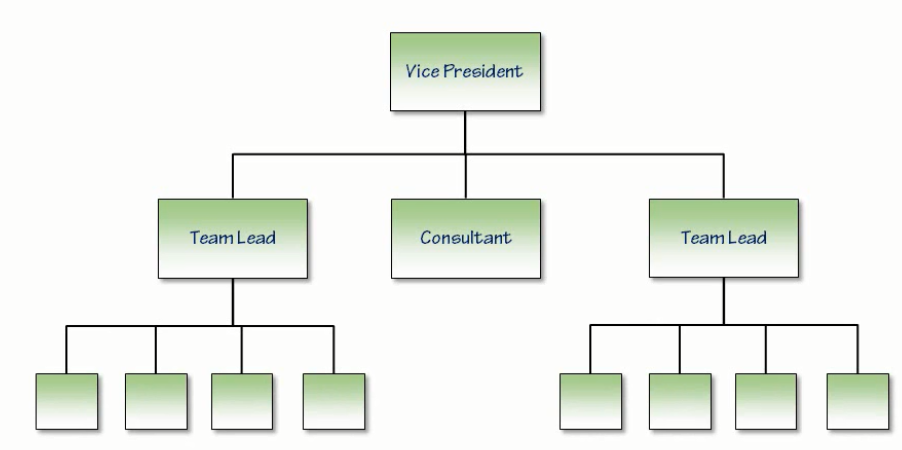 Vice President
Team Lead
Consultant
Team Lead